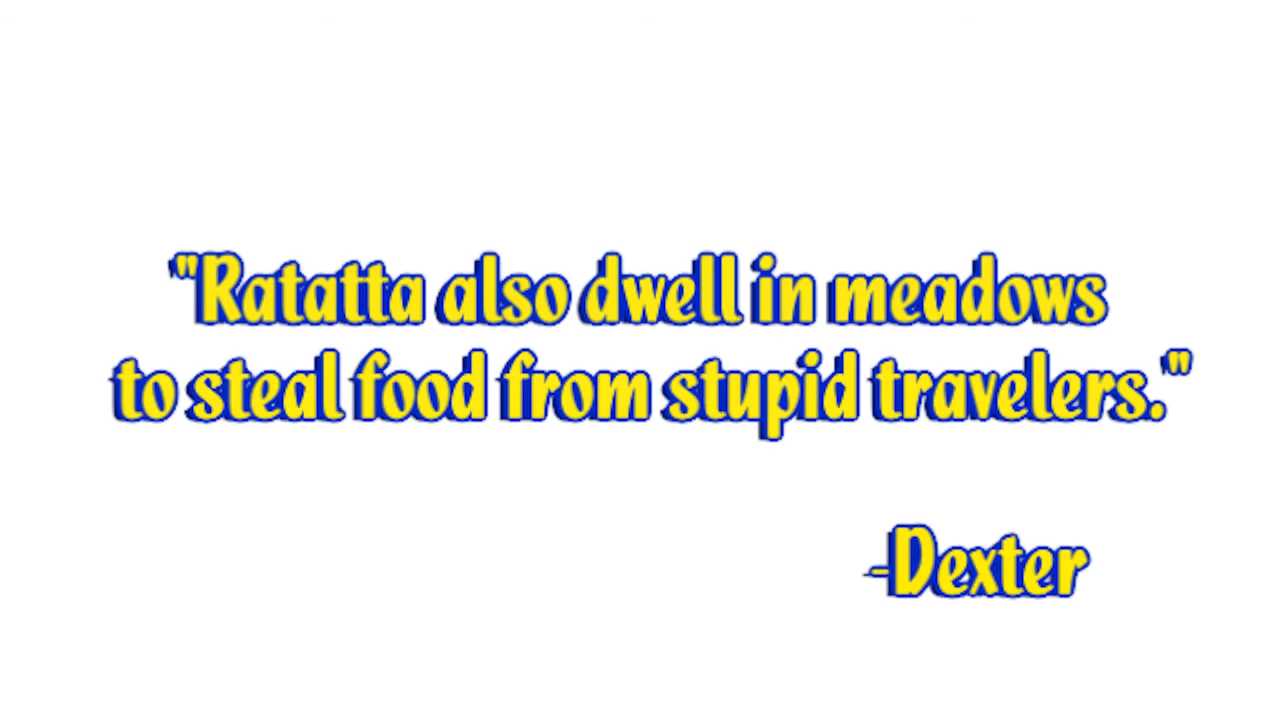 "Ratatta also dwell in meadows
to steal food from stupid travelers."
-Dexter